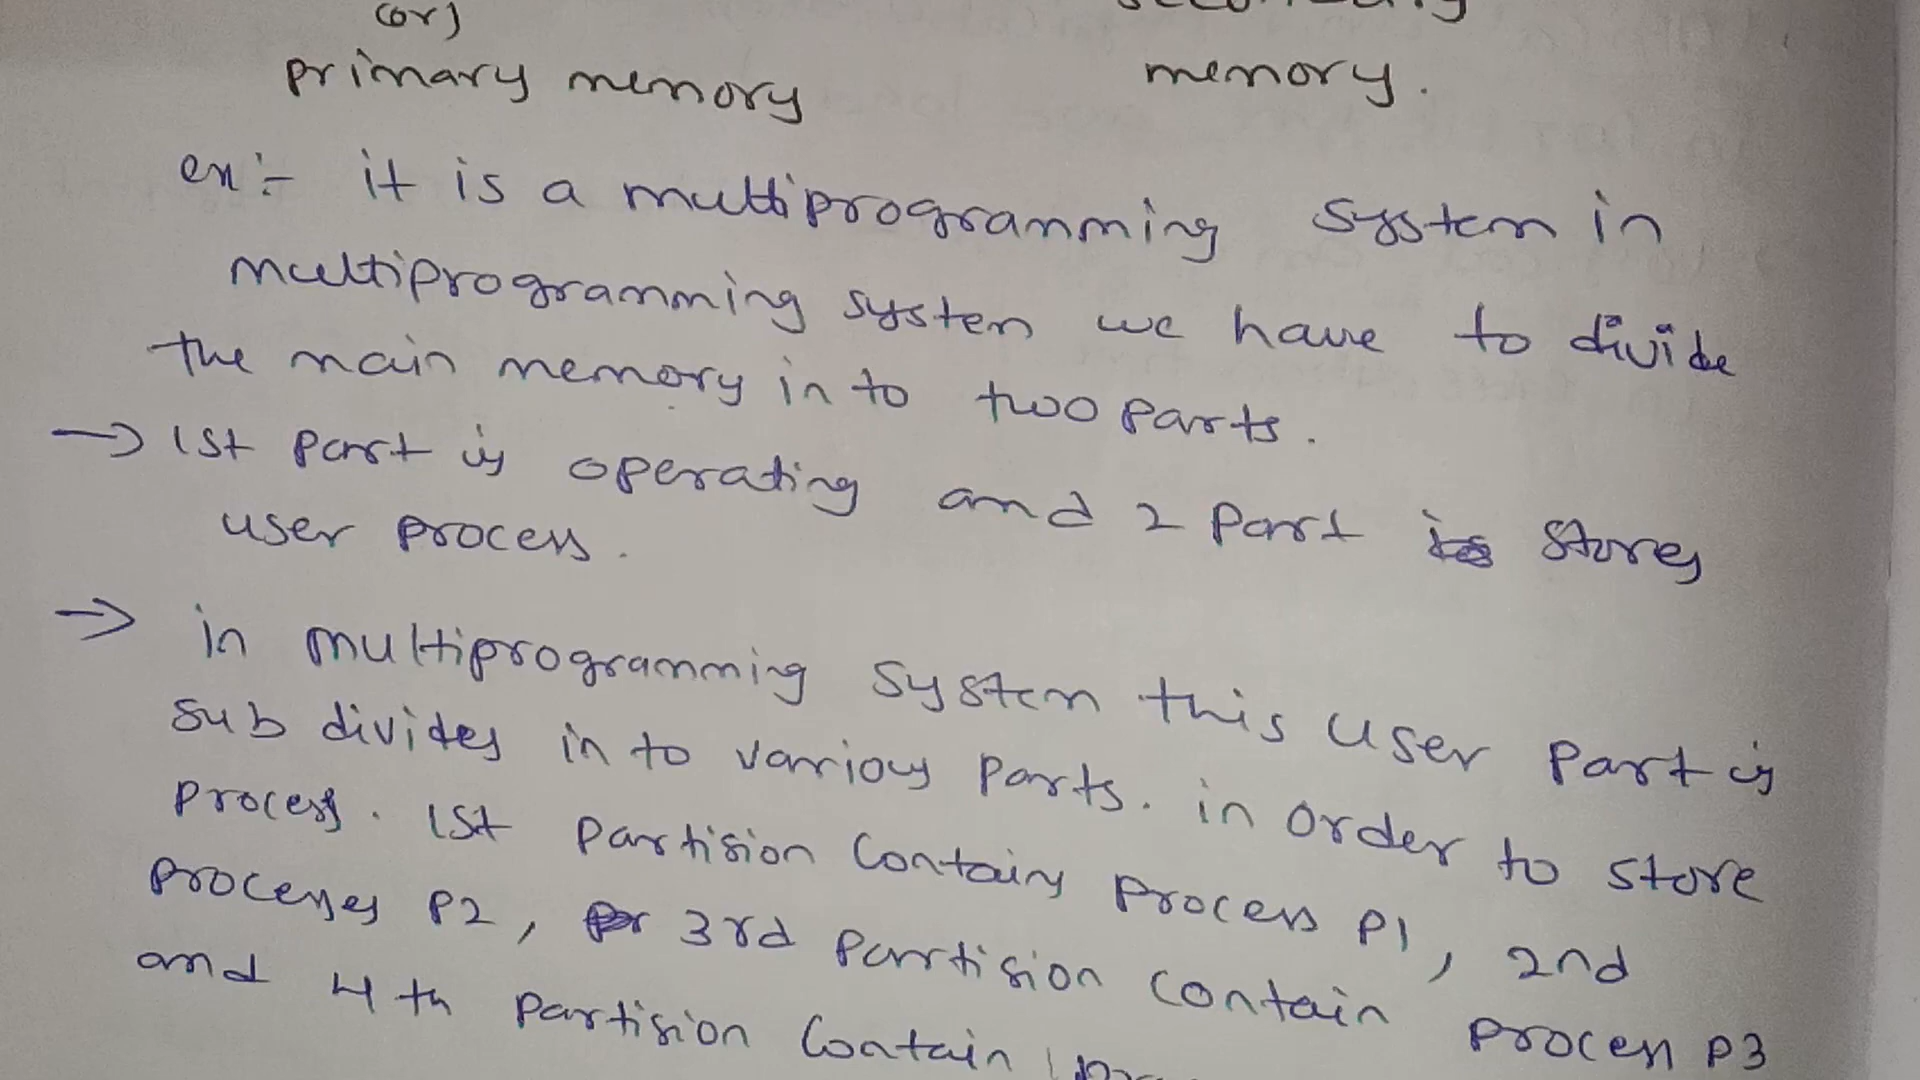 (or) secondary
primary memory memory.
ex:- it is a multiprogramming system in
multiprogramming system we have to divide
the main memory in to two parts.
→ 1st part is operating and 2 part stores
user process.
→ in multiprogramming system this user part is
sub divides in to various parts. in order to store
process. 1st partision contains process P1, 2nd
processes P2, 3rd partision contain process P3
and 4th partision contain